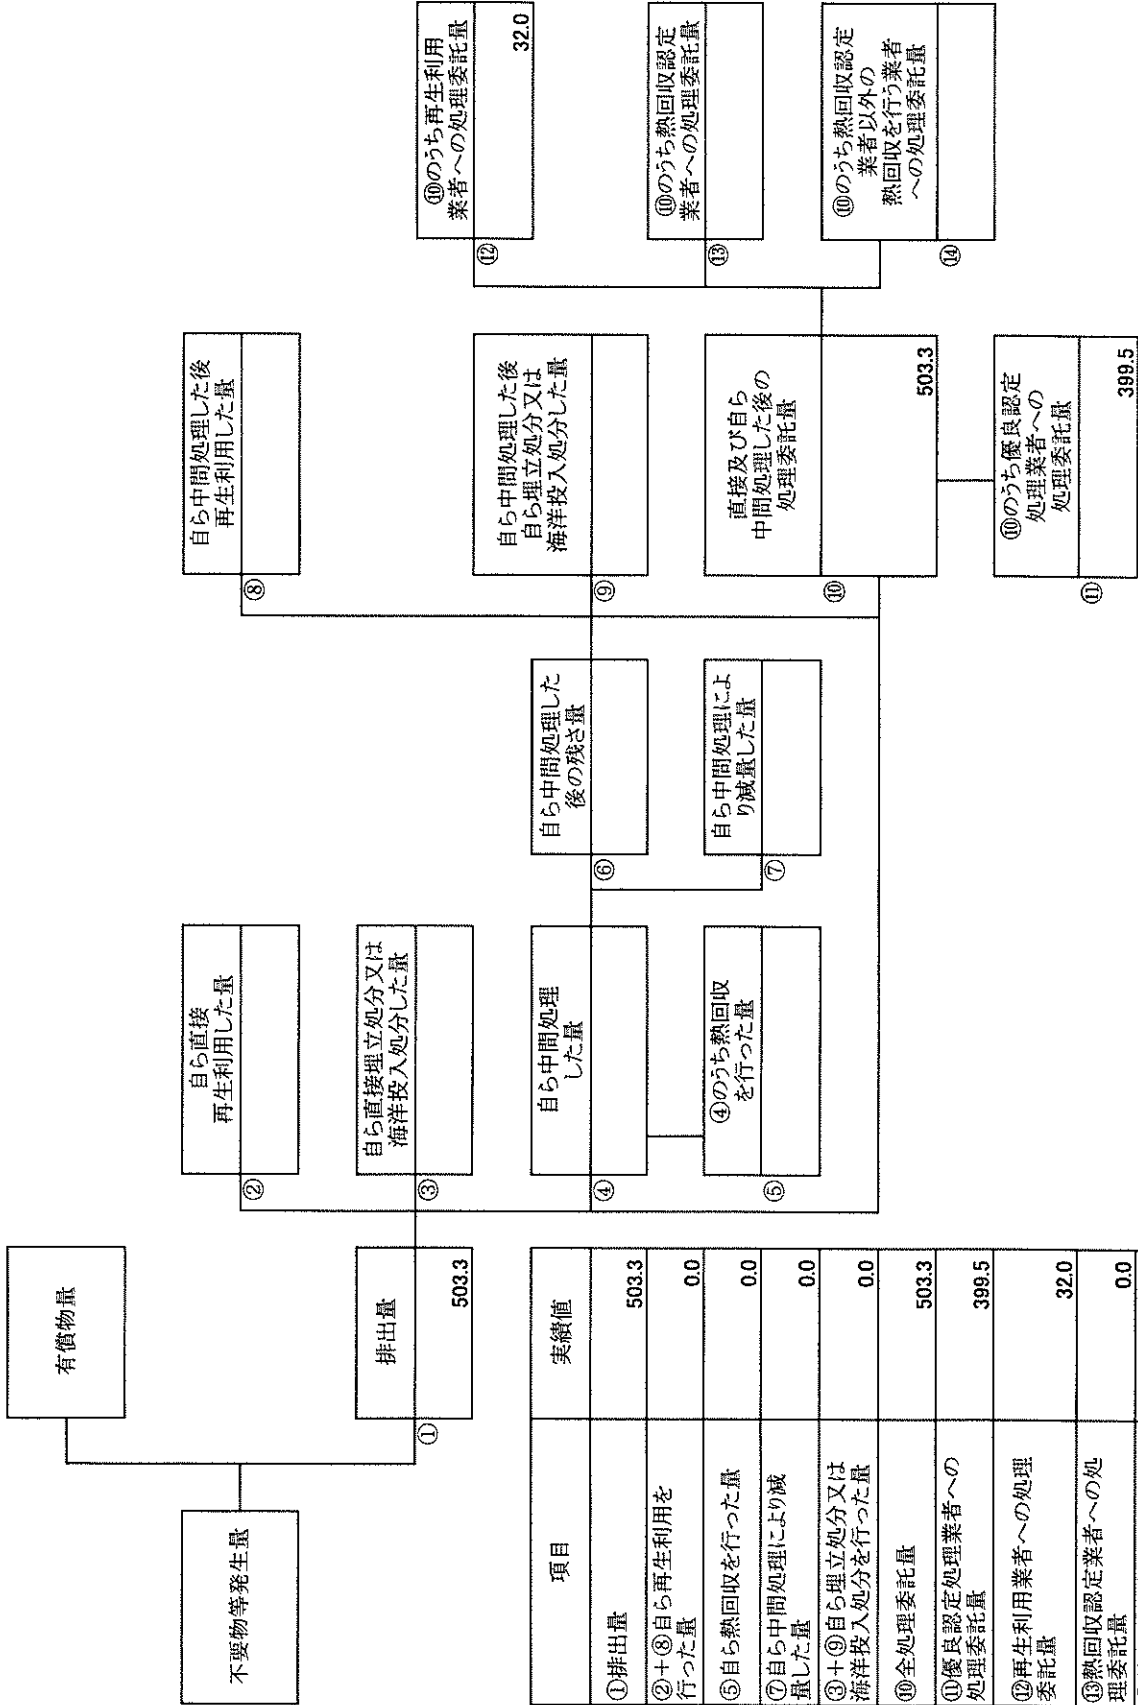 不要物等発生量
有償物量
排出量
①
503.3
自ら直接
再生利用した量
②
自ら直接埋立処分又は
海洋投入処分した量
③
自ら中間処理
した量
④
④のうち熱回収
を行った量
⑤
自ら中間処理した
後の残さ量
⑥
自ら中間処理によ
り減量した量
⑦
自ら中間処理した後
再生利用した量
⑧
自ら中間処理した後
自ら埋立処分又は
海洋投入処分した量
⑨
直接及び自ら
中間処理した後の
処理委託量
⑩
503.3
⑩のうち優良認定
処理業者への
処理委託量
⑪
399.5
⑩のうち再生利用
業者への処理委託量
⑫
32.0
⑩のうち熱回収認定
業者への処理委託量
⑬
⑩のうち熱回収認定
業者以外の
熱回収を行う業者
への処理委託量
⑭
項目 実績値
①排出量 503.3
②+⑧自ら再生利用を
行った量 0.0
⑤自ら熱回収を行った量 0.0
⑦自ら中間処理により減
量した量 0.0
③+⑨自ら埋立処分又は
海洋投入処分を行った量 0.0
⑩全処理委託量 503.3
⑪優良認定処理業者への
処理委託量 399.5
⑫再生利用業者への処理
委託量 32.0
⑬熱回収認定業者への処
理委託量 0.0